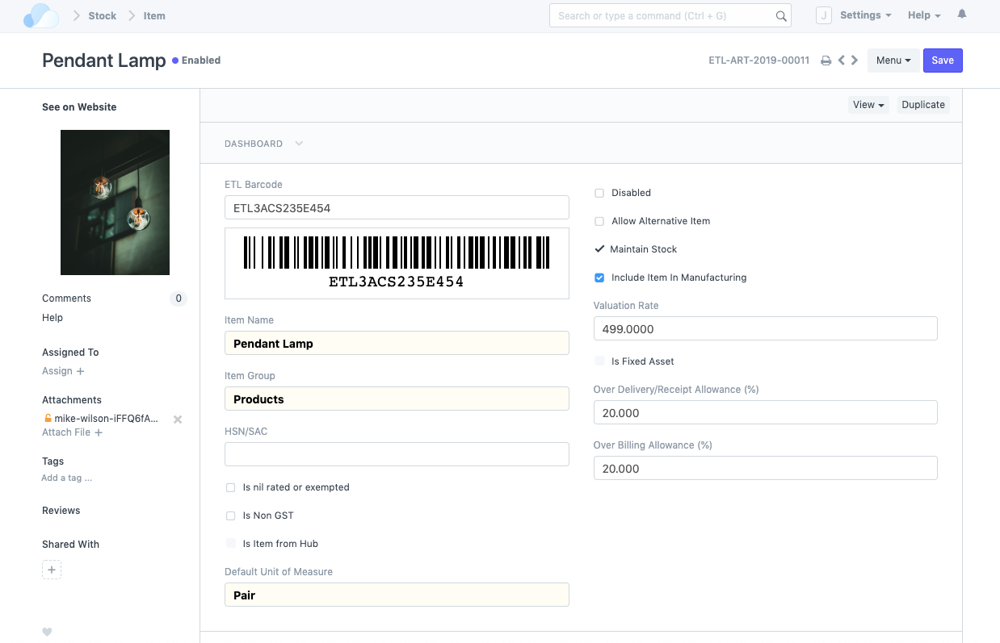 Stock
Item
Search or type a command (Ctrl + G)
J
Settings
Help
Pendant Lamp
Enabled
ETL-ART-2019-00011
Menu
Save
See on Website
Comments 0
Help
Assigned To
Assign +
Attachments
mike-wilson-iFFQ6fA...
Attach File +
Tags
Add a tag ...
Reviews
Shared With
+
View
Duplicate
DASHBOARD
ETL Barcode
ETL3ACS235E454
ETL3ACS235E454
Item Name
Pendant Lamp
Item Group
Products
HSN/SAC
Is nil rated or exempted
Is Non GST
Is Item from Hub
Default Unit of Measure
Pair
Disabled
Allow Alternative Item
Maintain Stock
Include Item In Manufacturing
Valuation Rate
499.0000
Is Fixed Asset
Over Delivery/Receipt Allowance (%)
20.000
Over Billing Allowance (%)
20.000